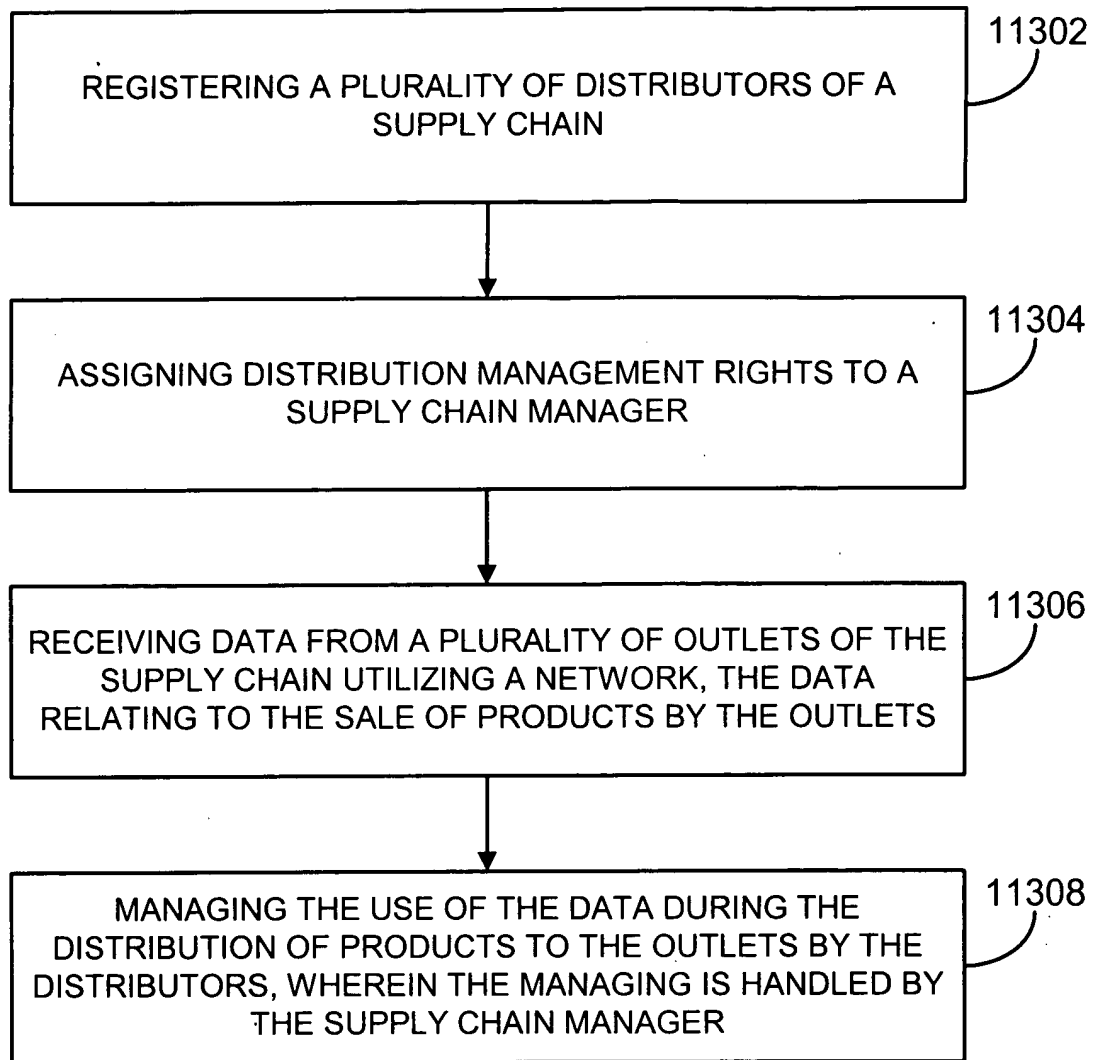 11302
REGISTERING A PLURALITY OF DISTRIBUTORS OF A
SUPPLY CHAIN
11304
ASSIGNING DISTRIBUTION MANAGEMENT RIGHTS TO A
SUPPLY CHAIN MANAGER
11306
RECEIVING DATA FROM A PLURALITY OF OUTLETS OF THE
SUPPLY CHAIN UTILIZING A NETWORK, THE DATA
RELATING TO THE SALE OF PRODUCTS BY THE OUTLETS
11308
MANAGING THE USE OF THE DATA DURING THE
DISTRIBUTION OF PRODUCTS TO THE OUTLETS BY THE
DISTRIBUTORS, WHEREIN THE MANAGING IS HANDLED BY
THE SUPPLY CHAIN MANAGER